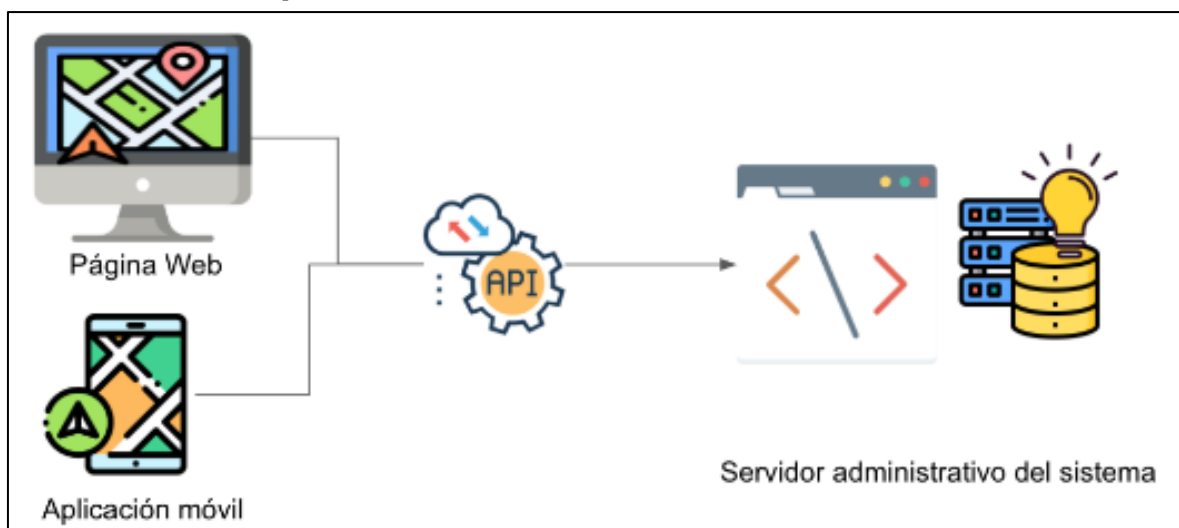 Página Web
API
Servidor administrativo del sistema
Aplicación móvil